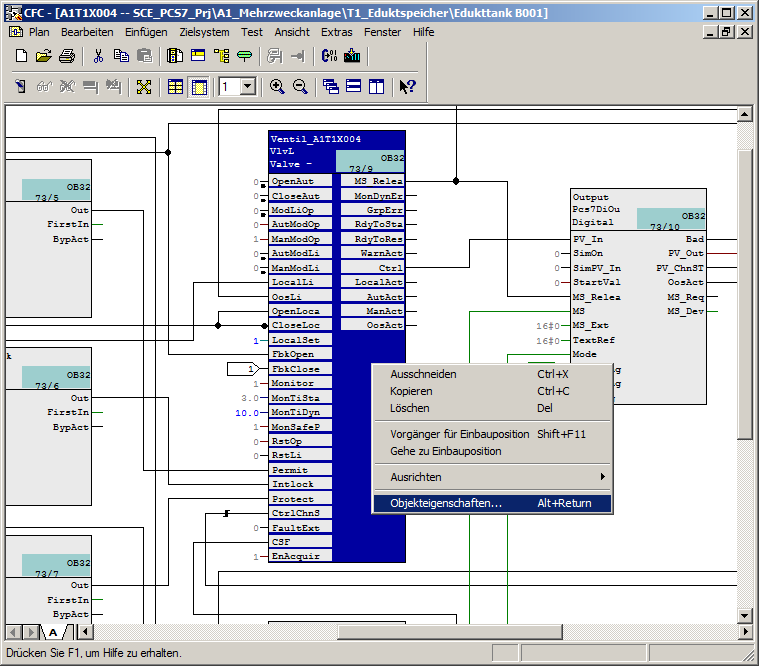 CFC - [A1T1X004 -- SCE_PCS7_Prj\A1_Mehrzweckanlage\T1_Eduktspeicher\Edukttank B001]
Plan Bearbeiten Einfügen Zielsystem Test Ansicht Extras Fenster Hilfe
1
OB32
73/5
Out
FirstIn
BypAct
k
OB32
73/6
Out
FirstIn
BypAct
OB32
73/7
Out
FirstIn
BypAct
Ventil_A1T1X004
VlvL
Valve -
OB32
73/9
0 OpenAut MS_Relea
0 CloseAut MonDynEr
0 ModLiOp GrpErr
0 AutModOp RdyToSta
1 ManModOp RdyToRes
0 AutModLi WarnAct
0 ManModLi Ctrl
LocalLi LocalAct
OosLi AutAct
OpenLoca ManAct
CloseLoc OosAct
1 LocalSet
FbkOpen
1 FbkClose
1 Monitor
3.0 MonTiSta
10.0 MonTiDyn
1 MonSafeP
0 RstOp
0 RstLi
Permit
Intlock
Protect
CtrlChnS
0 FaultExt
CSF
1 EnAcquir
Output
Pcs7DiOu
Digital
OB32
73/10
PV_In Bad
0 SimOn PV_Out
0 SimPV_In PV_ChnST
0 StartVal OosAct
MS_Relea MS_Req
MS MS_Dev
16#0 MS_Ext
16#0 TextRef
Mode
g
g
Ausschneiden Ctrl+X
Kopieren Ctrl+C
Löschen Del
Vorgänger für Einbauposition Shift+F11
Gehe zu Einbauposition
Ausrichten
Objekteigenschaften... Alt+Return
A
Drücken Sie F1, um Hilfe zu erhalten.